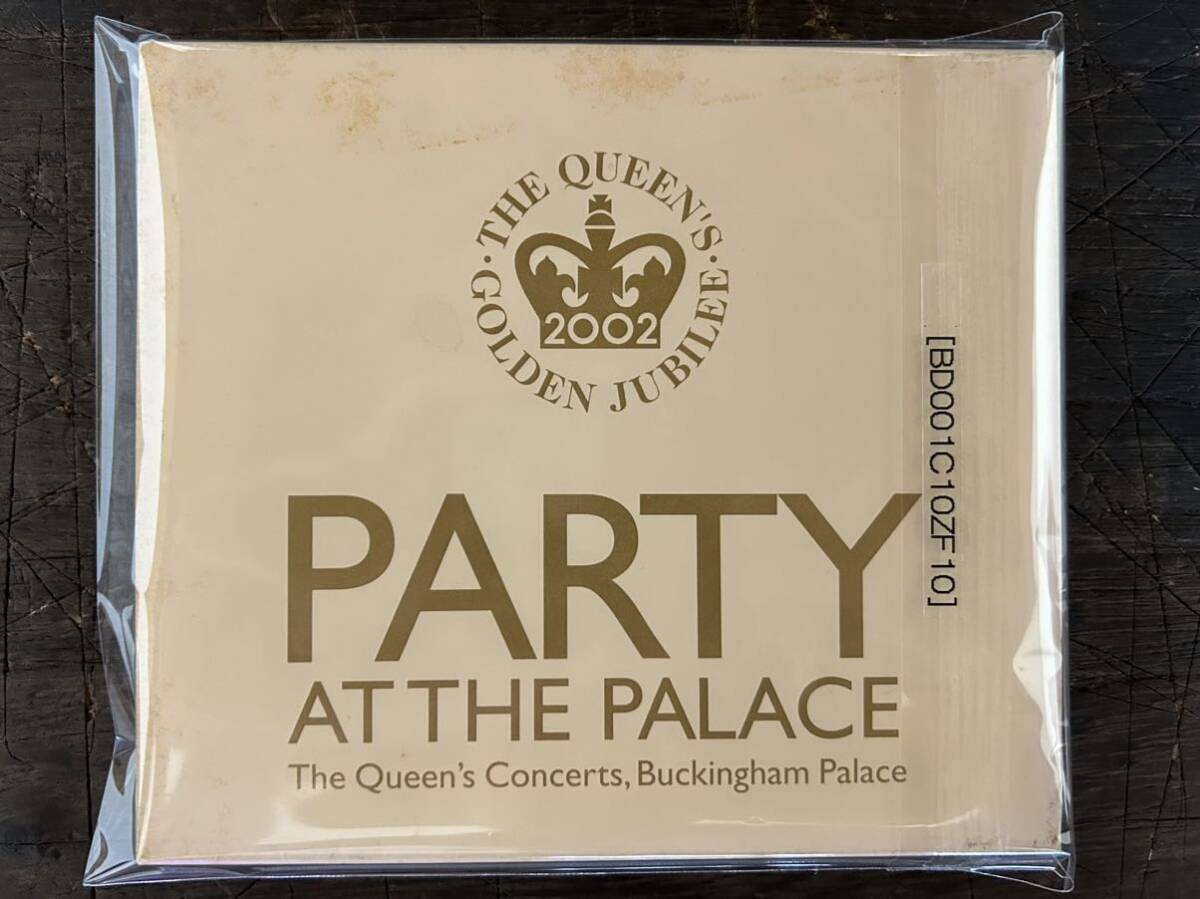 · THE QUEEN'S ·
GOLDEN JUBILEE
2002
PARTY
AT THE PALACE
The Queen's Concerts, Buckingham Palace
[BD001C10ZF10]